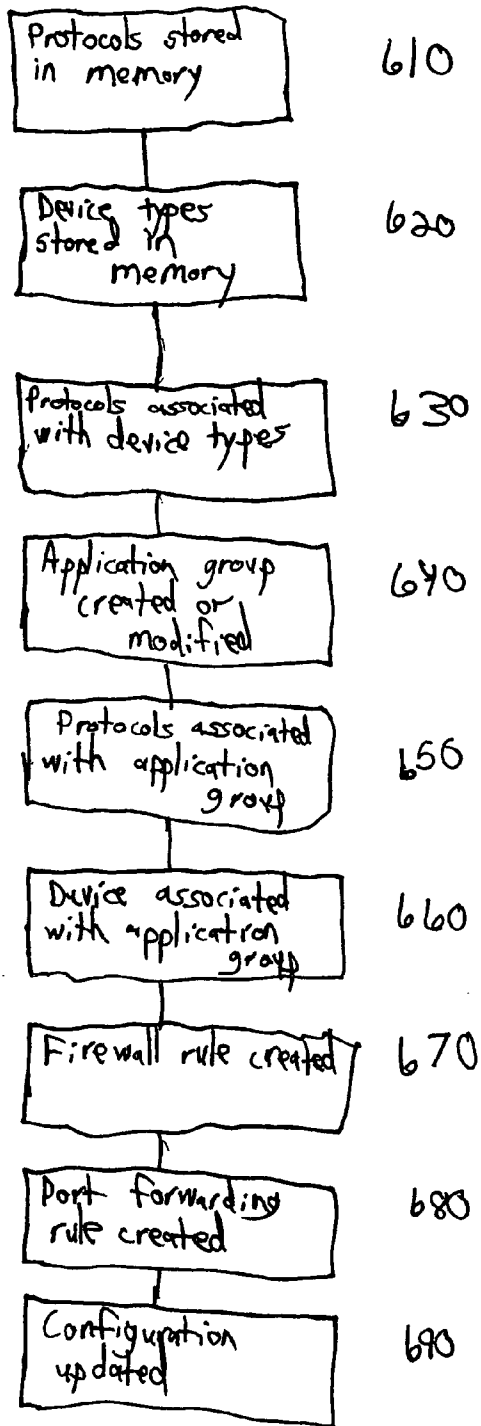 Protocols stored
in memory
610
Device types
stored in
memory
620
Protocols associated
with device types
630
Application group
created or
modified
640
Protocols associated
with application
group
650
Device associated
with application
group
660
Firewall rule created
670
Port forwarding
rule created
680
Configuration
updated
690